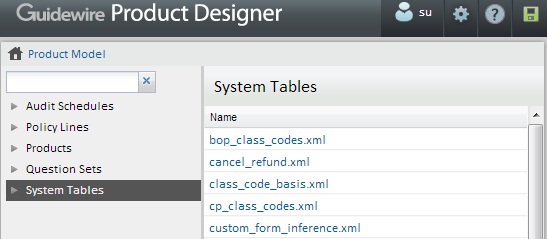 Guidewire Product Designer
su
?
Product Model
Audit Schedules
Policy Lines
Products
Question Sets
System Tables
System Tables
Name
bop_class_codes.xml
cancel_refund.xml
class_code_basis.xml
cp_class_codes.xml
custom_form_inference.xml